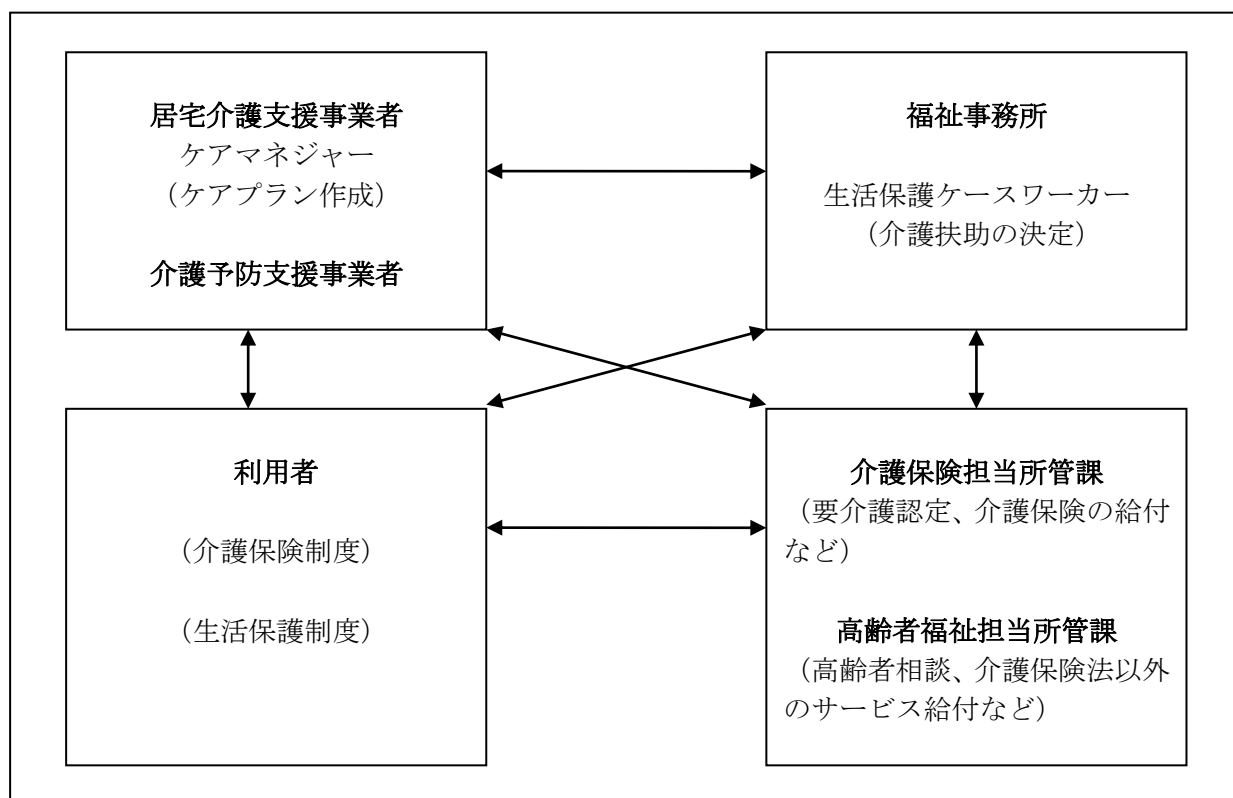 居宅介護支援事業者
ケアマネジャー
（ケアプラン作成）
介護予防支援事業者
福祉事務所
生活保護ケースワーカー
（介護扶助の決定）
利用者
（介護保険制度）
（生活保護制度）
介護保険担当所管課
（要介護認定、介護保険の給付
など）
高齢者福祉担当所管課
（高齢者相談、介護保険法以外
のサービス給付など）